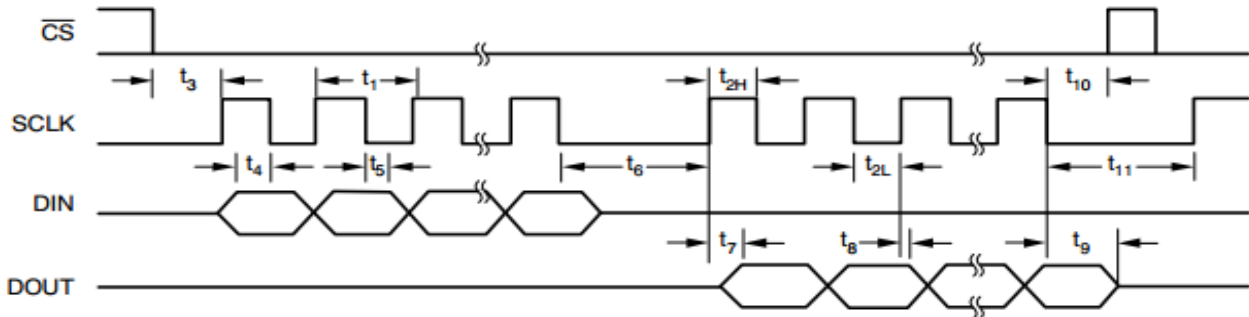 CS
t3 t1 t2H t10
SCLK
t4 t5 t6 t2L t11
DIN
t7 t8 t9
DOUT